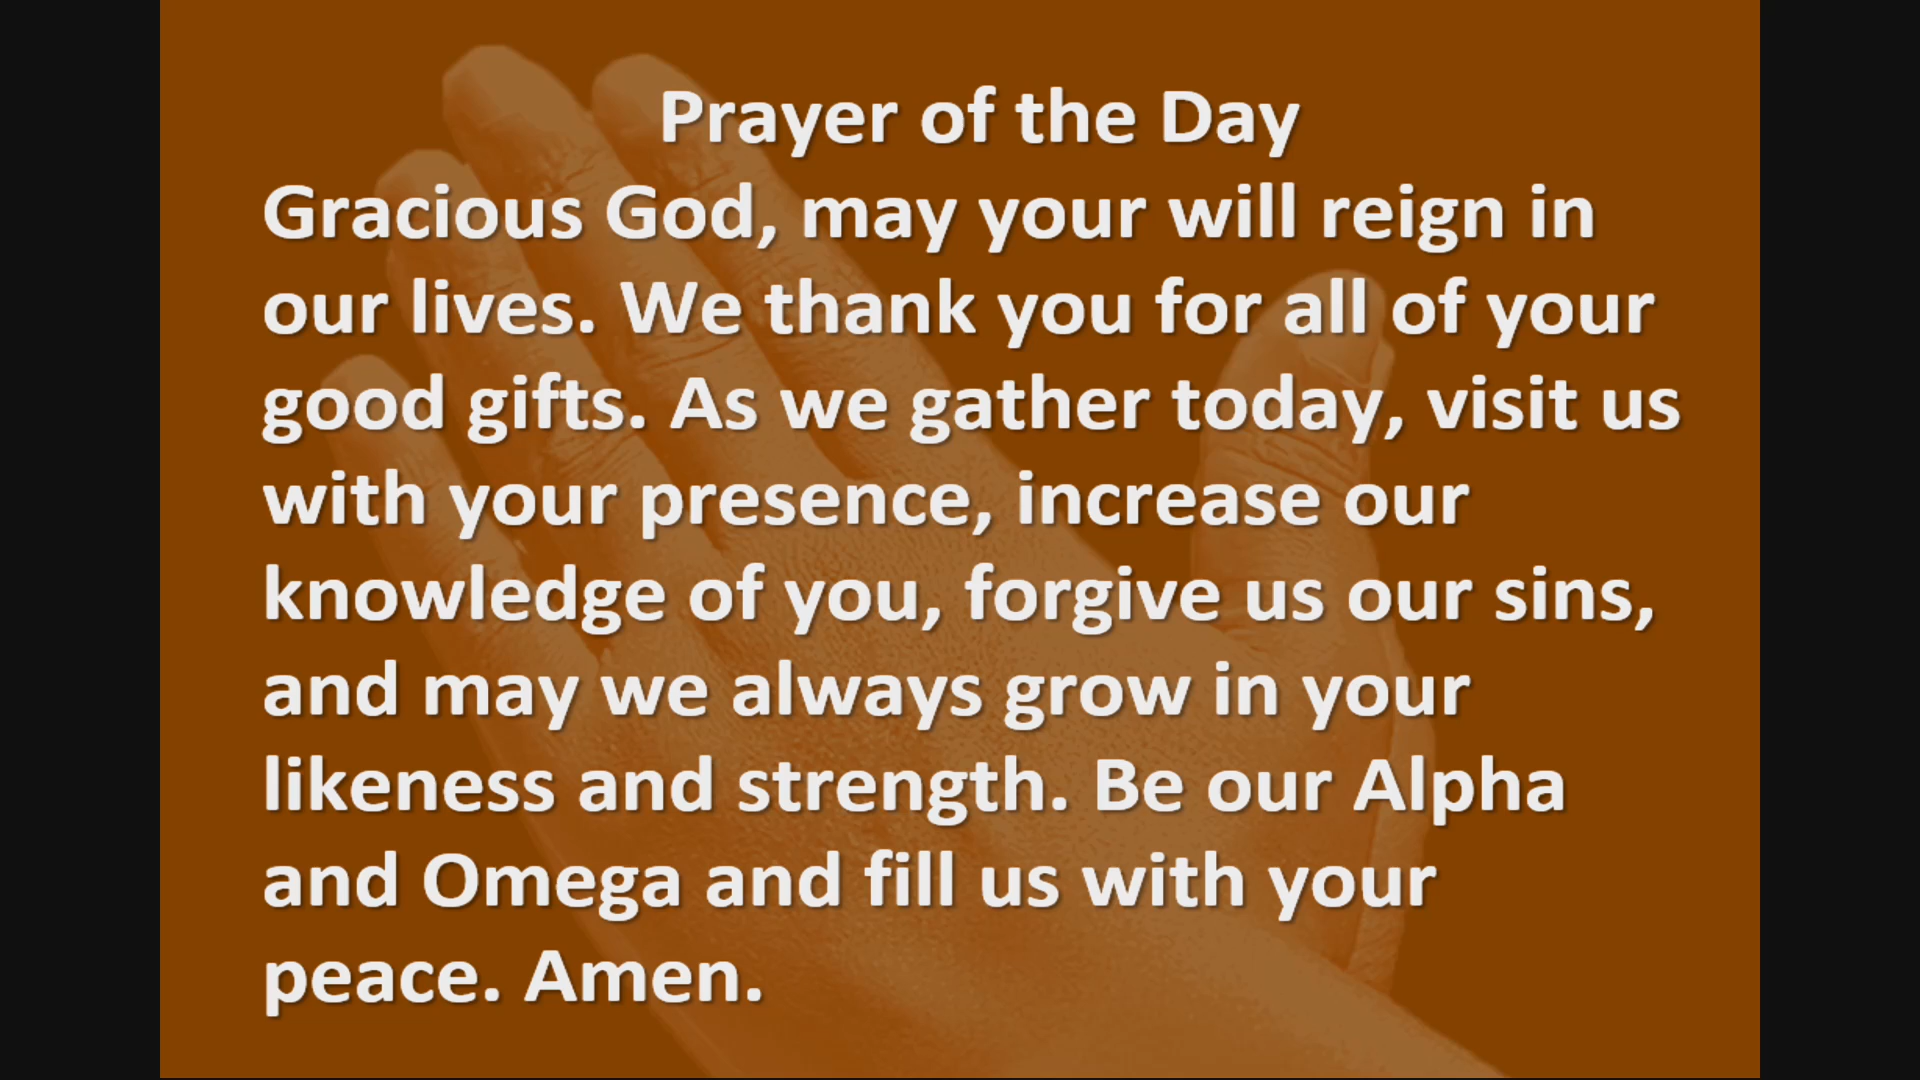 Prayer of the Day
Gracious God, may your will reign in
our lives. We thank you for all of your
good gifts. As we gather today, visit us
with your presence, increase our
knowledge of you, forgive us our sins,
and may we always grow in your
likeness and strength. Be our Alpha
and Omega and fill us with your
peace. Amen.